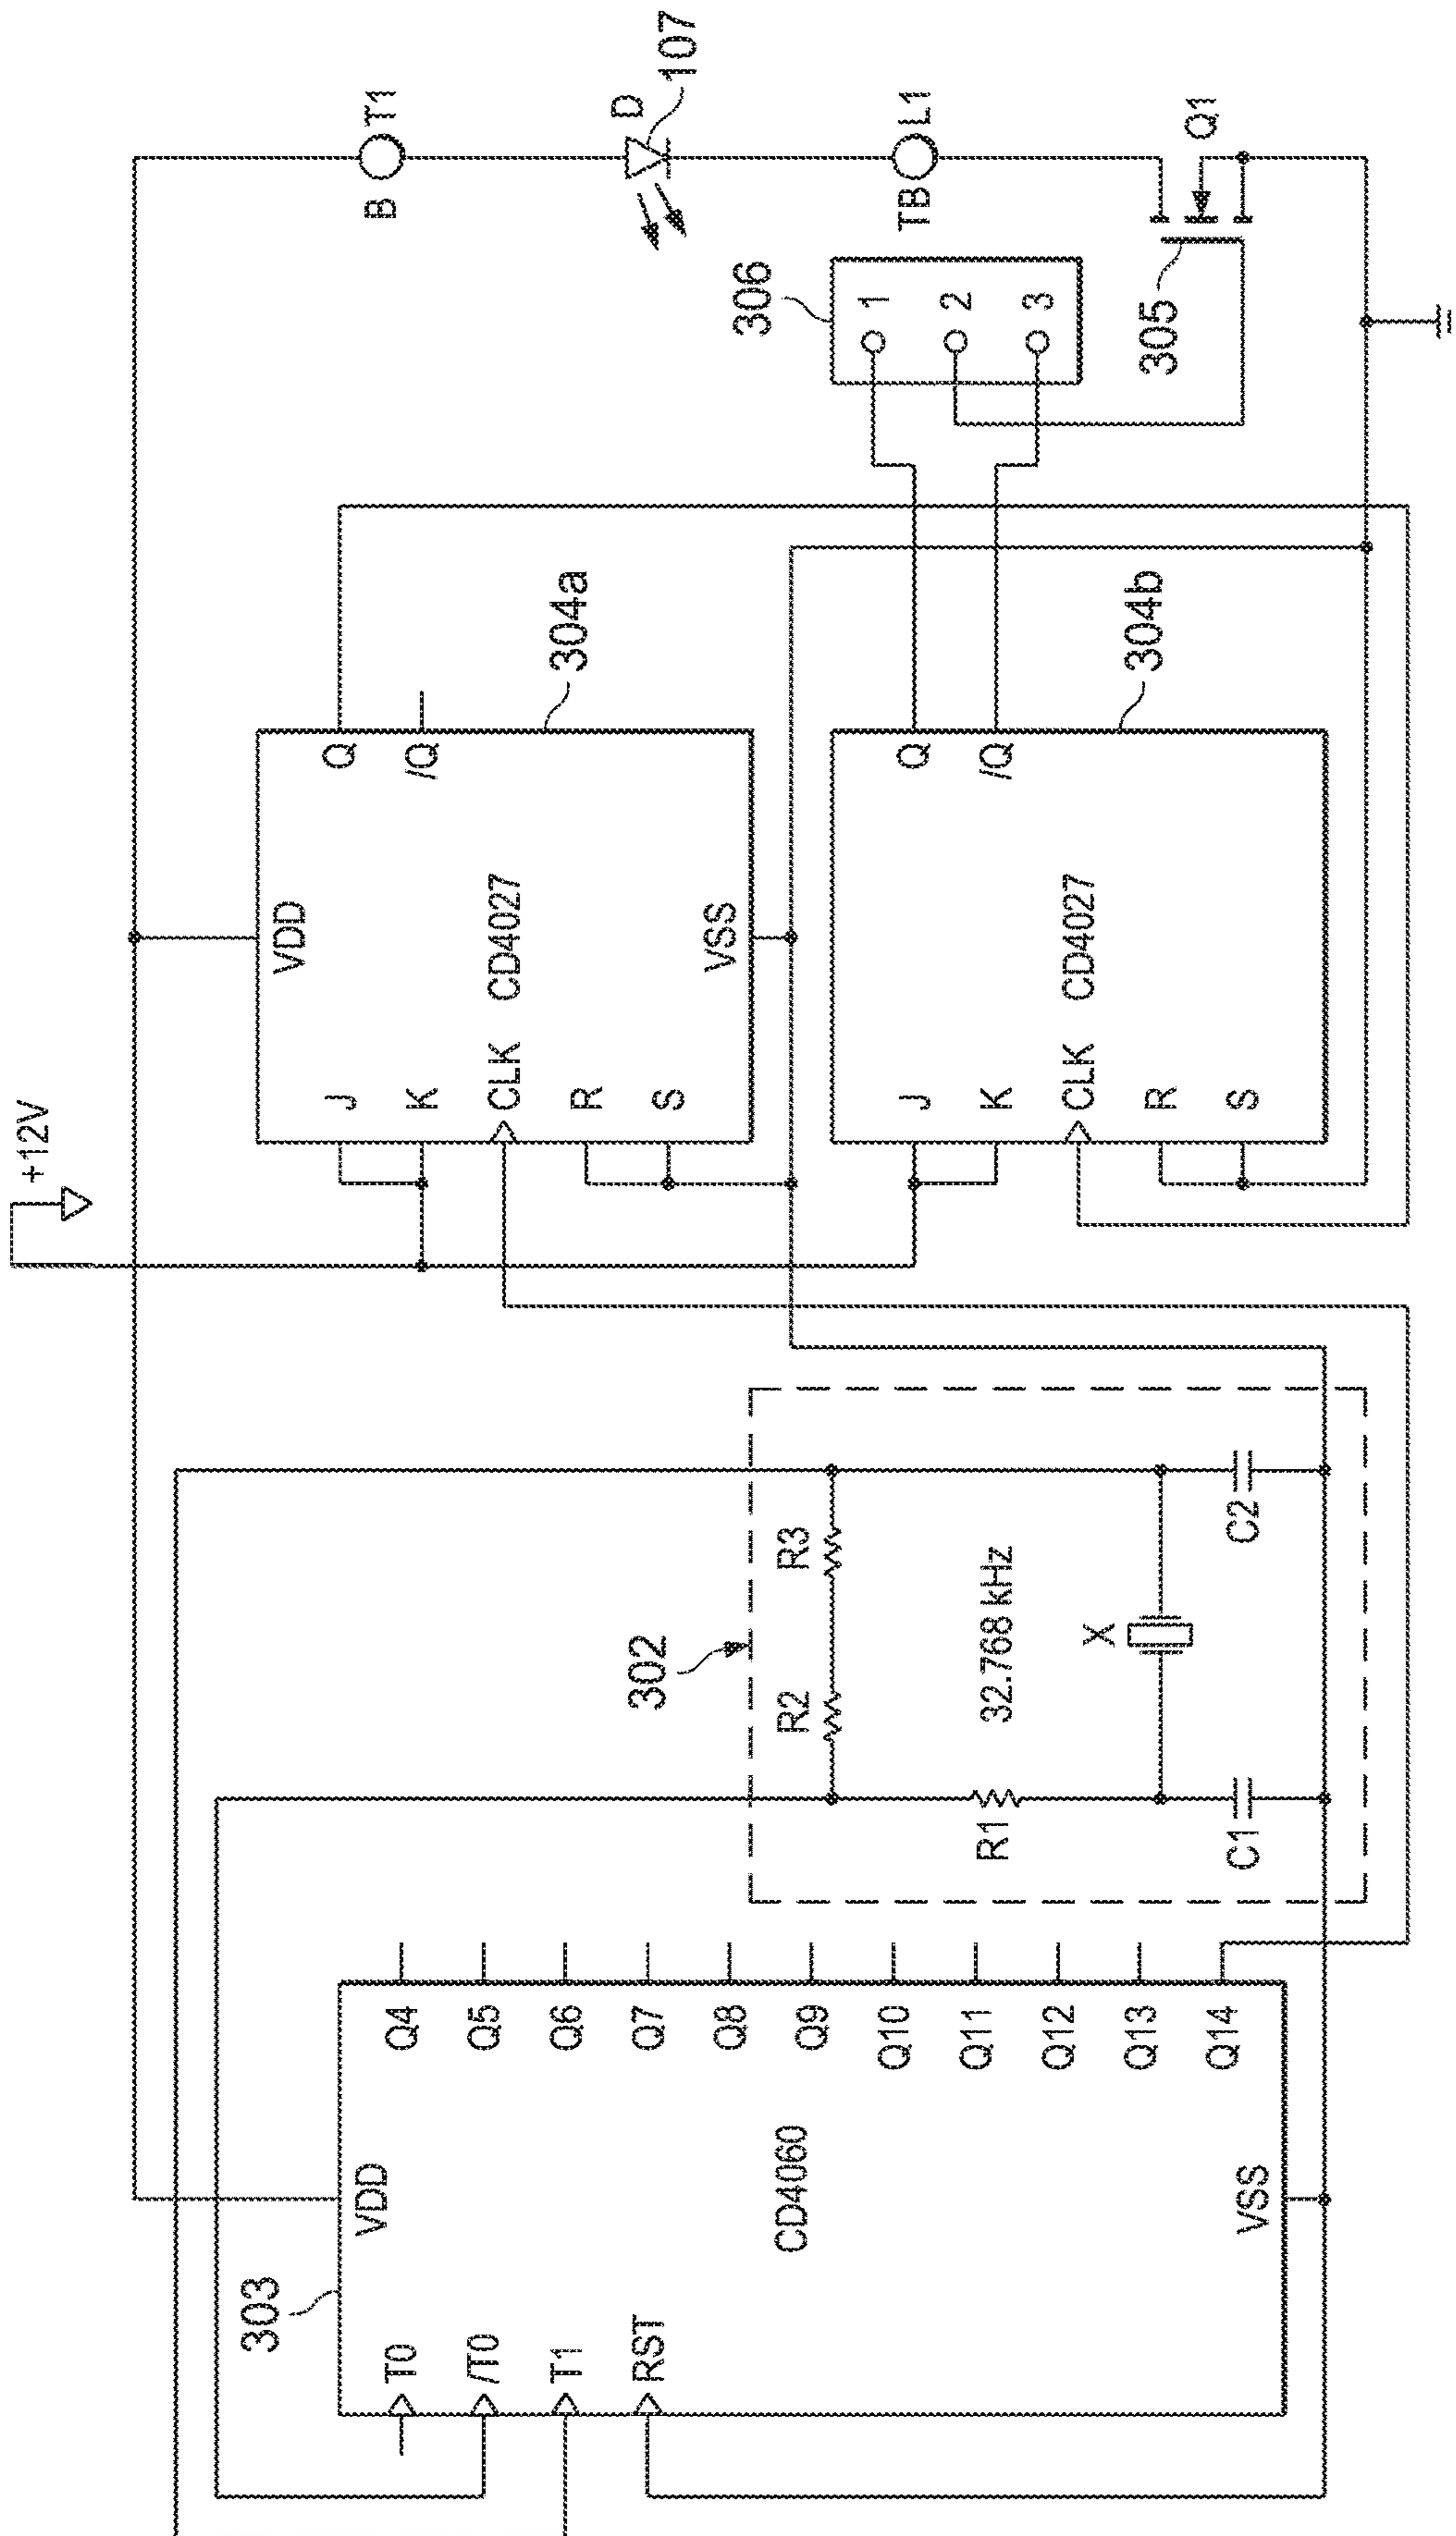 +12V
303
T0
/T0
T1
RST
VDD
CD4060
VSS
Q4
Q5
Q6
Q7
Q8
Q9
Q10
Q11
Q12
Q13
Q14
302
R2
R3
R1
32.768 kHz
X
C1
C2
J
K
CLK
R
S
VDD
CD4027
VSS
Q
/Q
304a
J
K
CLK
R
S
CD4027
Q
/Q
304b
306
1
2
3
B
T1
D
107
TB
L1
305
Q1